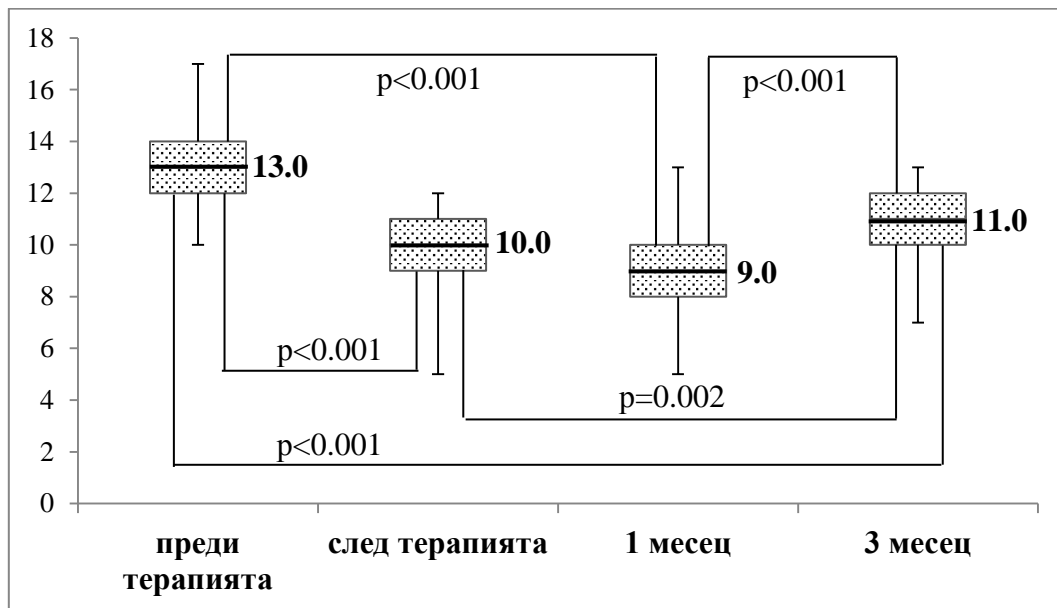 18
16
14
12
10
8
6
4
2
0
p<0.001
p<0.001
13.0
10.0
9.0
11.0
p<0.001
p=0.002
p<0.001
преди
терапията
след терапията
1 месец
3 месец